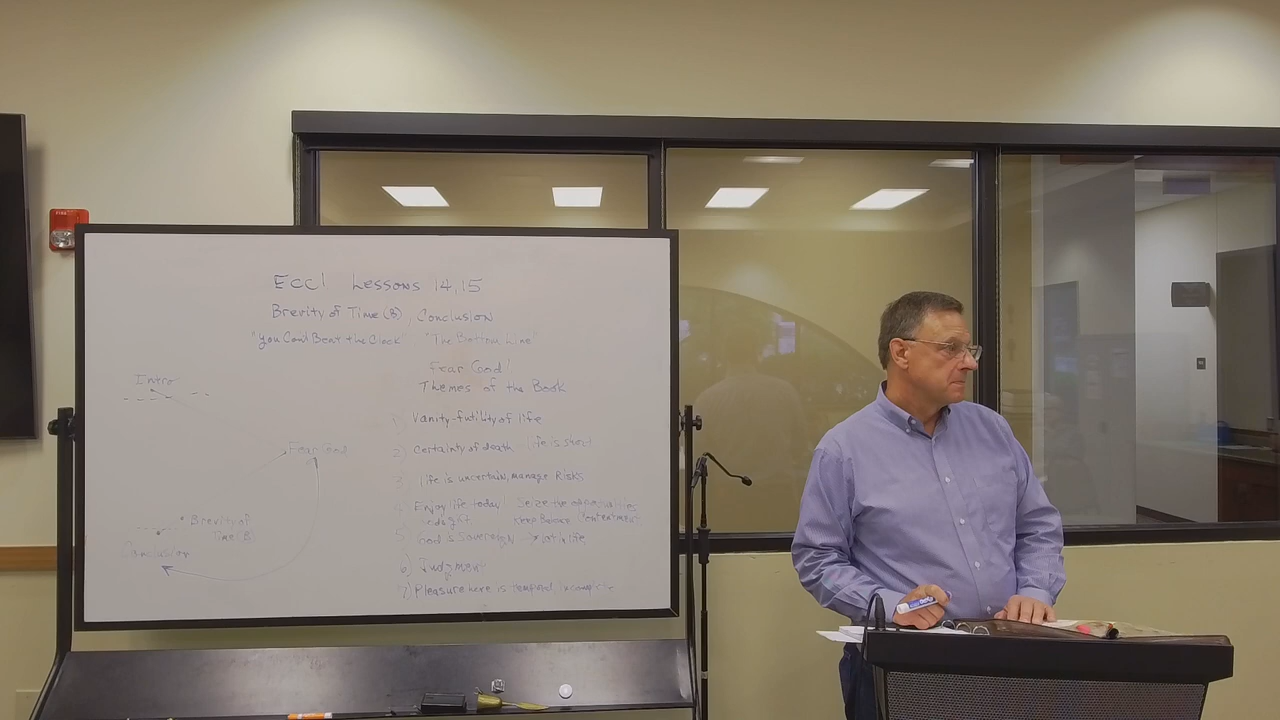 FIRE
Eccl Lessons 14,15
Brevity of Time (B), Conclusion
"You Can't Beat the Clock "The Bottom Line"
Fear God!
Themes of the Book
Intro
1 Vanity-futility of life
2) Certainty of death life is short
Fear God
3 life is uncertain, manage Risks
4 Enjoy life today! Seize the opportunities
Keep Balance Contentment
Brevity of
Time (B)
5) God is Sovereign
Conclusion
6) Judgment
7) Pleasure here is temporal, incomplete